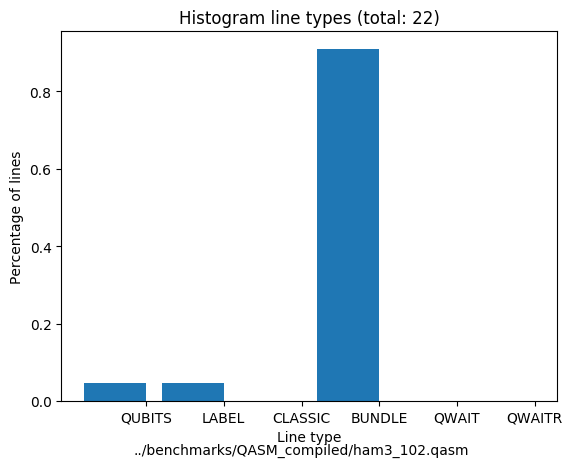 Histogram line types (total: 22)
Percentage of lines
0.8
0.6
0.4
0.2
0.0
QUBITS LABEL CLASSIC BUNDLE QWAIT QWAITR
Line type
../benchmarks/QASM_compiled/ham3_102.qasm